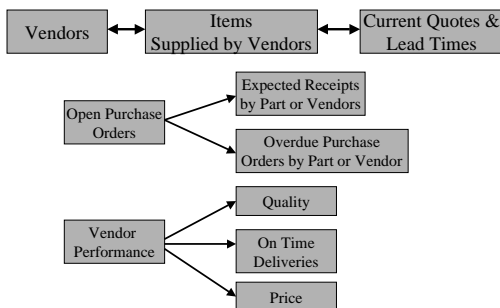 Vendors
Items
Supplied by Vendors
Current Quotes &
Lead Times
Open Purchase
Orders
Expected Receipts
by Part or Vendors
Overdue Purchase
Orders by Part or Vendor
Vendor
Performance
Quality
On Time
Deliveries
Price